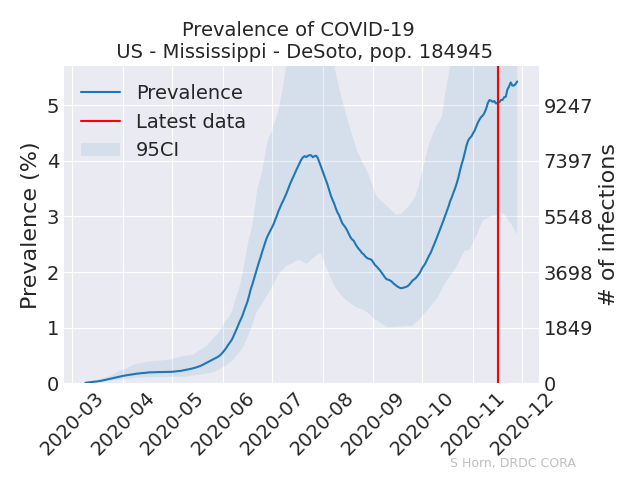 Prevalence of COVID-19
US - Mississippi - DeSoto, pop. 184945
Prevalence
Latest data
95CI
Prevalence (%)
5
4
3
2
1
0
9247
7397
5548
3698
1849
0
# of infections
2020-03
2020-04
2020-05
2020-06
2020-07
2020-08
2020-09
2020-10
2020-11
2020-12
S Horn, DRDC CORA